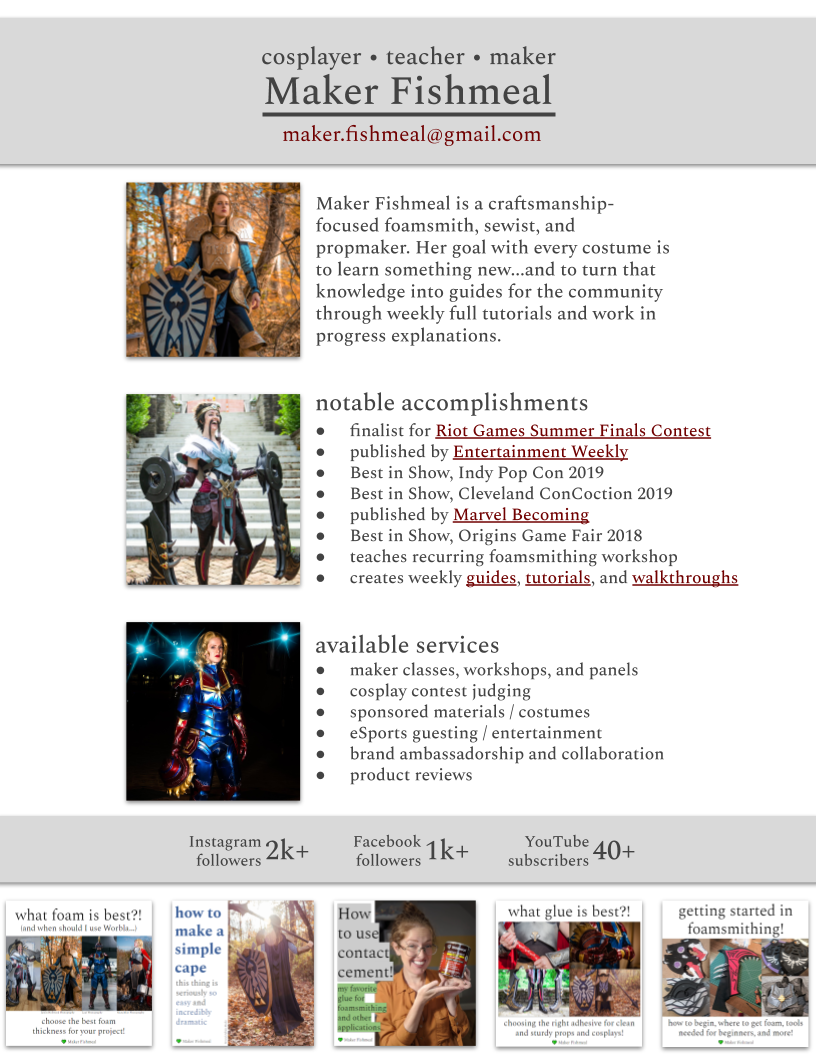 cosplayer • teacher • maker
Maker Fishmeal
maker.fishmeal@gmail.com
Maker Fishmeal is a craftsmanship-
focused foamsmith, sewist, and
propmaker. Her goal with every costume is
to learn something new...and to turn that
knowledge into guides for the community
through weekly full tutorials and work in
progress explanations.
notable accomplishments
● finalist for Riot Games Summer Finals Contest
● published by Entertainment Weekly
● Best in Show, Indy Pop Con 2019
● Best in Show, Cleveland ConCoction 2019
● published by Marvel Becoming
● Best in Show, Origins Game Fair 2018
● teaches recurring foamsmithing workshop
● creates weekly guides, tutorials, and walkthroughs
available services
● maker classes, workshops, and panels
● cosplay contest judging
● sponsored materials / costumes
● eSports guesting / entertainment
● brand ambassadorship and collaboration
● product reviews
Instagram
followers 2k+
Facebook
followers 1k+
YouTube
subscribers 40+
what foam is best?!
(and when should I use Worbla...)
choose the best foam
thickness for your project!
Maker Fishmeal
how to
make a
simple
cape
this thing is
seriously so
easy and
incredibly
dramatic
Maker Fishmeal
How
to use
contact
cement!
my favorite
glue for
foamsmithing
and other
applications
Maker Fishmeal
what glue is best?!
choosing the right adhesive for clean
and sturdy props and cosplays!
Maker Fishmeal
getting started in
foamsmithing!
how to begin, where to get foam, tools
needed for beginners, and more!
Maker Fishmeal